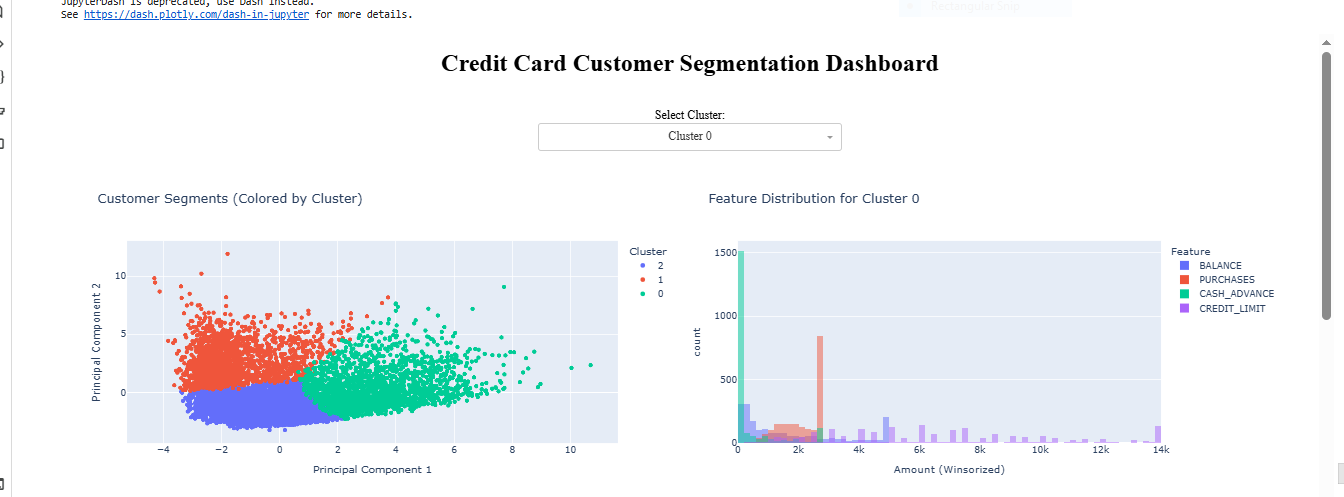 JupyterDash is deprecated, use Dash instead.
See https://dash.plotly.com/dash-in-jupyter for more details.
Rectangular Snip
Credit Card Customer Segmentation Dashboard
Select Cluster:
Cluster 0
Customer Segments (Colored by Cluster)
Cluster
2
1
0
10
5
0
Principal Component 2
−4
−2
0
2
4
6
8
10
Principal Component 1
Feature Distribution for Cluster 0
Feature
BALANCE
PURCHASES
CASH_ADVANCE
CREDIT_LIMIT
1500
1000
500
0
count
0
2k
4k
6k
8k
10k
12k
14k
Amount (Winsorized)